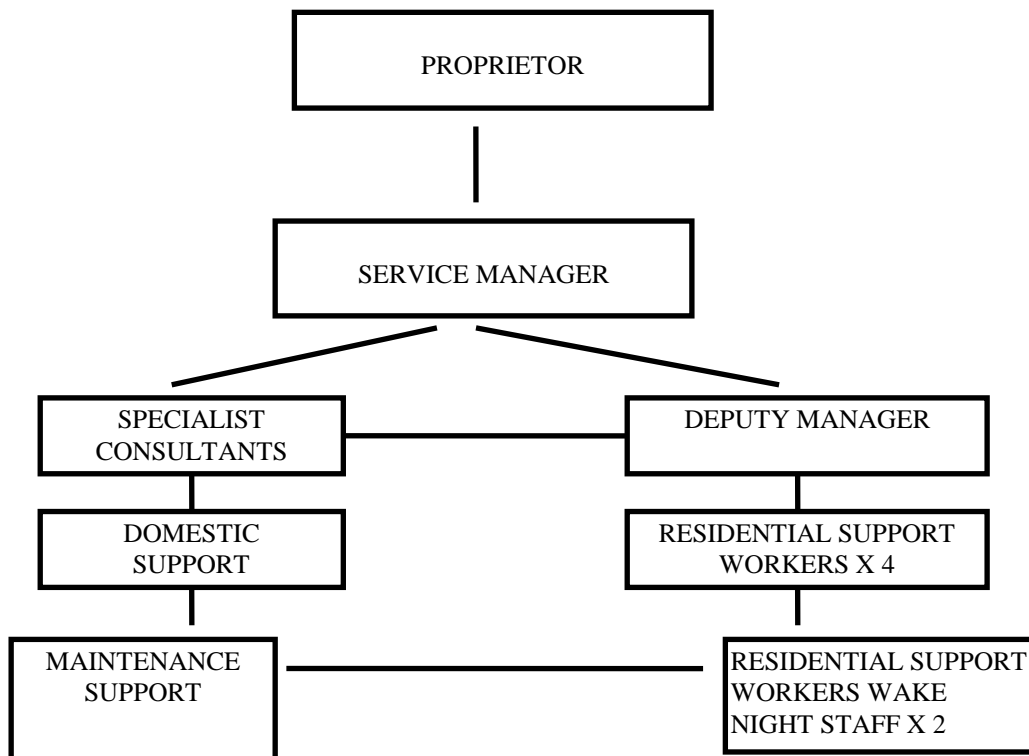 PROPRIETOR
SERVICE MANAGER
SPECIALIST
CONSULTANTS
DEPUTY MANAGER
DOMESTIC
SUPPORT
RESIDENTIAL SUPPORT
WORKERS X 4
MAINTENANCE
SUPPORT
RESIDENTIAL SUPPORT
WORKERS WAKE
NIGHT STAFF X 2